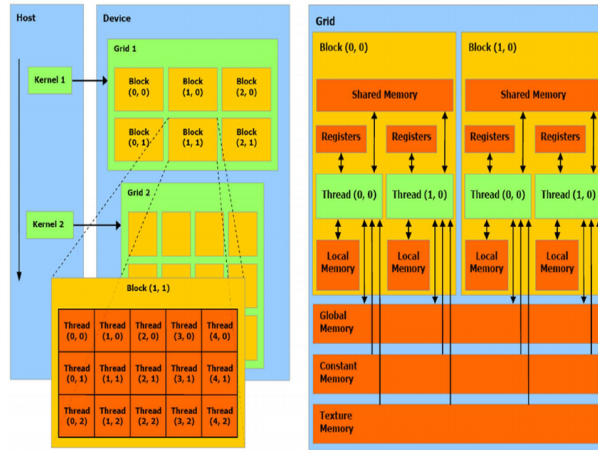 Host
Device
Grid 1
Kernel 1
Block
(0, 0)
Block
(1, 0)
Block
(2, 0)
Block
(0, 1)
Block
(1, 1)
Block
(2, 1)
Grid 2
Kernel 2
Block (1, 1)
Thread
(0, 0)
Thread
(1, 0)
Thread
(2, 0)
Thread
(3, 0)
Thread
(4, 0)
Thread
(0, 1)
Thread
(1, 1)
Thread
(2, 1)
Thread
(3, 1)
Thread
(4, 1)
Thread
(0, 2)
Thread
(1, 2)
Thread
(2, 2)
Thread
(3, 2)
Thread
(4, 2)
Grid
Block (0, 0)
Shared Memory
Registers
Registers
Thread (0, 0)
Thread (1, 0)
Local
Memory
Local
Memory
Block (1, 0)
Shared Memory
Registers
Registers
Thread (0, 0)
Thread (1, 0)
Local
Memory
Local
Memory
Global
Memory
Constant
Memory
Texture
Memory